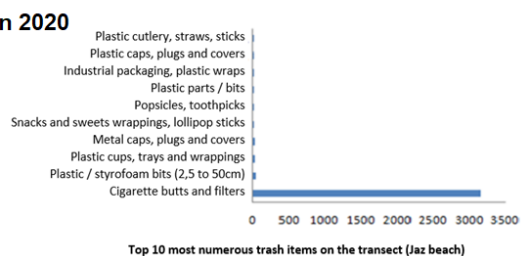 n 2020
Plastic cutlery, straws, sticks
Plastic caps, plugs and covers
Industrial packaging, plastic wraps
Plastic parts / bits
Popsicles, toothpicks
Snacks and sweets wrappings, lollipop sticks
Metal caps, plugs and covers
Plastic cups, trays and wrappings
Plastic / styrofoam bits (2,5 to 50cm)
Cigarette butts and filters
0 500 1000 1500 2000 2500 3000 3500
Top 10 most numerous trash items on the transect (Jaz beach)